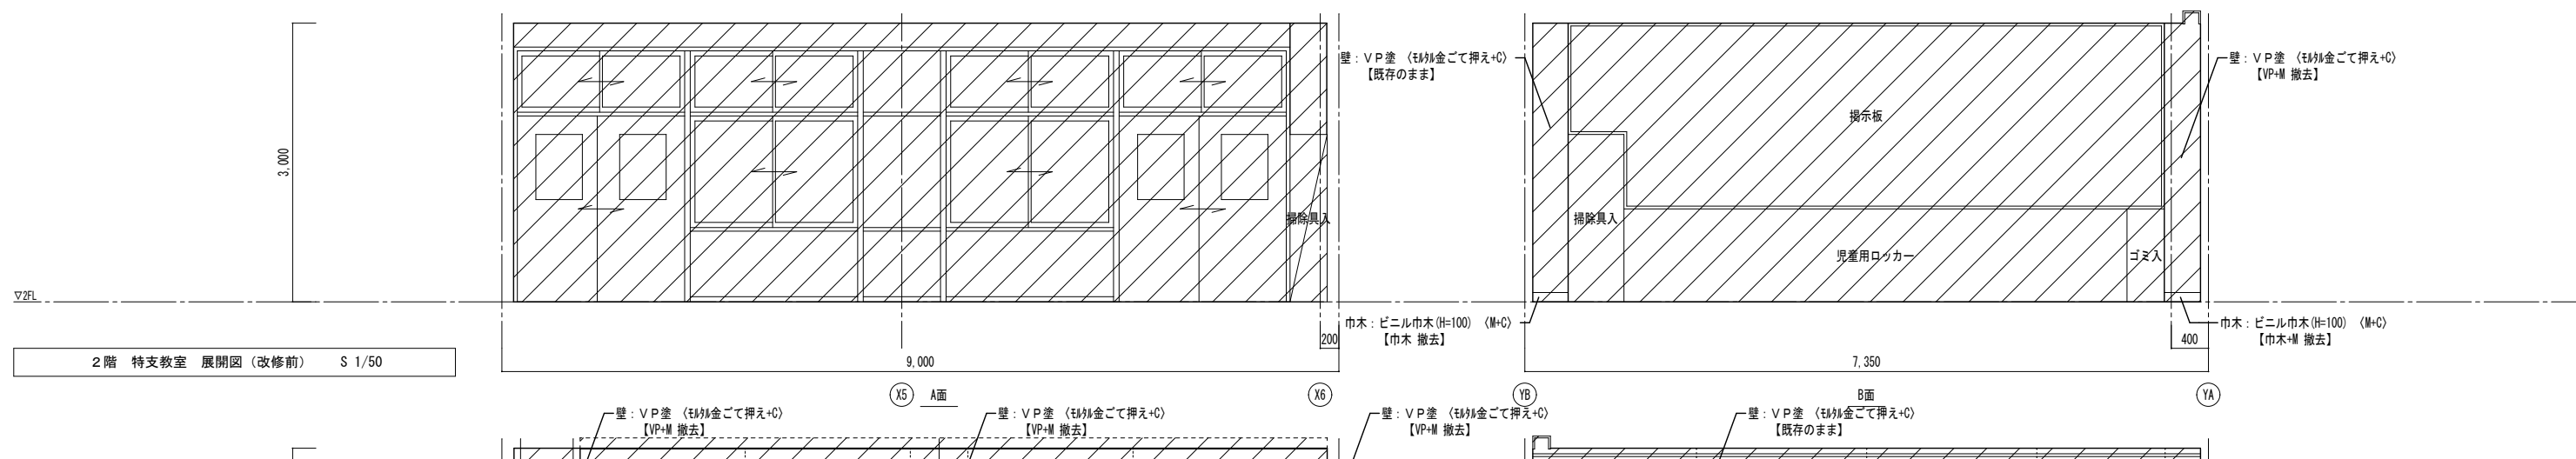 壁：ＶＰ塗 〈ﾓﾙﾀﾙ金ごて押え+C〉
【既存のまま】
壁：ＶＰ塗 〈ﾓﾙﾀﾙ金ごて押え+C〉
【VP+M 撤去】
掲示板
3,000
掃除具入
掃除具入
児童用ロッカー
ゴミ入
▽2FL
巾木：ビニル巾木(H=100) 〈M+C〉
【巾木 撤去】
巾木：ビニル巾木(H=100) 〈M+C〉
【巾木+M 撤去】
200
400
２階 特支教室 展開図（改修前） S 1/50
9,000
7,350
X5 A面
X6
YB
B面
YA
壁：ＶＰ塗 〈ﾓﾙﾀﾙ金ごて押え+C〉
【VP+M 撤去】
壁：ＶＰ塗 〈ﾓﾙﾀﾙ金ごて押え+C〉
【VP+M 撤去】
壁：ＶＰ塗 〈ﾓﾙﾀﾙ金ごて押え+C〉
【VP+M 撤去】
壁：ＶＰ塗 〈ﾓﾙﾀﾙ金ごて押え+C〉
【既存のまま】